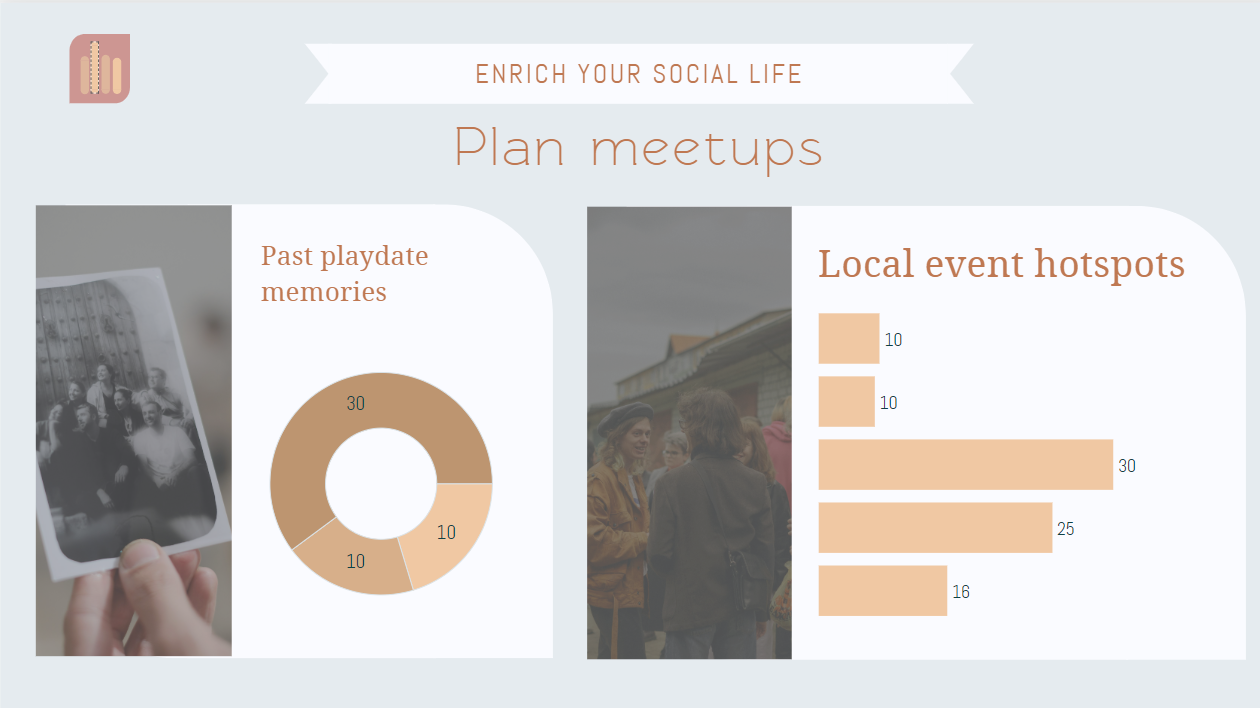 ENRICH YOUR SOCIAL LIFE
Plan meetups
Past playdate
memories
30
10
10
Local event hotspots
10
10
30
25
16